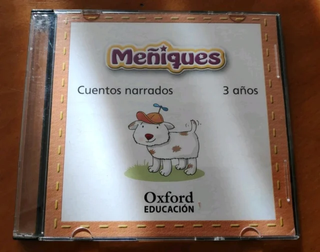 Meñiques
Cuentos narrados 3 años
Oxford
EDUCACIÓN